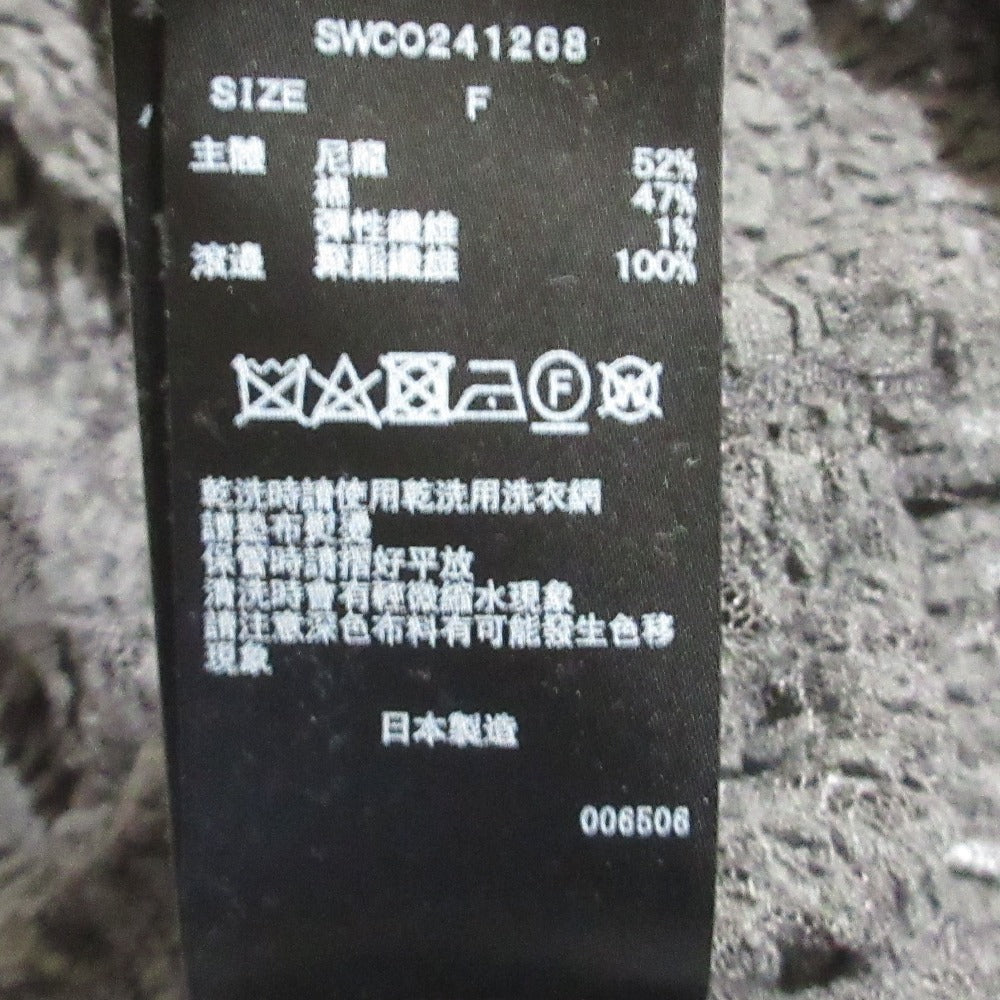 SWCO241268
SIZE F
主體 尼龍 52%
棉 47%
彈性纖維 1%
滾邊 聚酯纖維 100%
F
W
乾洗時請使用乾洗用洗衣網
請墊布熨燙
保管時請摺好平放
清洗時會有輕微縮水現象
請注意深色布料有可能發生色移
現象
日本製造
006506